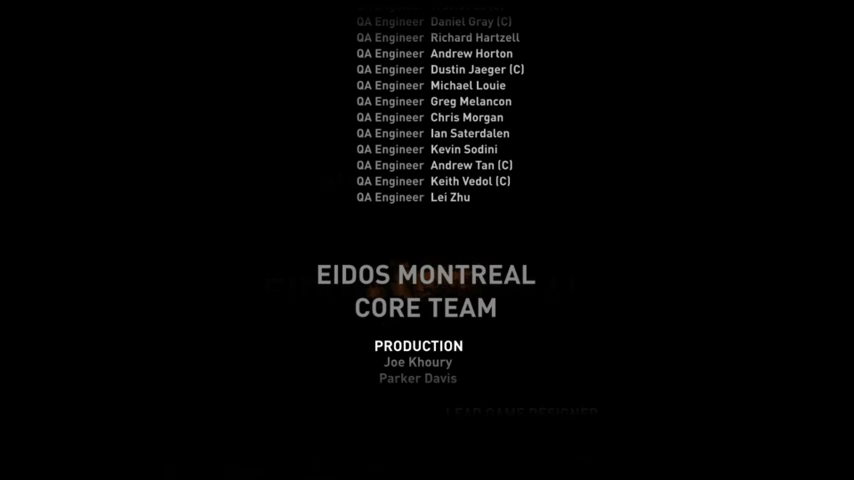 QA Engineer Daniel Gray (C)
QA Engineer Richard Hartzell
QA Engineer Andrew Horton
QA Engineer Dustin Jaeger (C)
QA Engineer Michael Louie
QA Engineer Greg Melancon
QA Engineer Chris Morgan
QA Engineer Ian Saterdalen
QA Engineer Kevin Sodini
QA Engineer Andrew Tan (C)
QA Engineer Keith Vedol (C)
QA Engineer Lei Zhu
EIDOS MONTREAL
CORE TEAM
PRODUCTION
Joe Khoury
Parker Davis
LEAD GAME DESIGNER